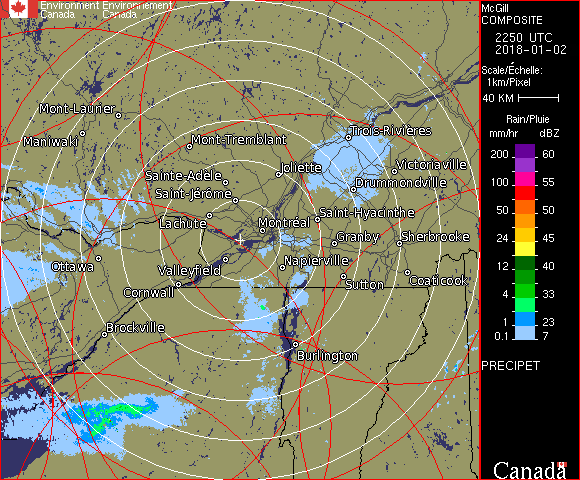 Environment Environnement
Canada Canada
McGill
COMPOSITE
2250 UTC
2018-01-02
Scale/Échelle:
1km/Pixel
40 KM
Rain/Pluie
mm/hr dBZ
200 60
100 55
50 50
24 45
12 40
4 33
1 23
0.1 7
PRECIPET
Canada
Mont-Laurier
Maniwaki
Mont-Tremblant
Trois-Rivières
Joliette
Victoriaville
Sainte-Adèle
Drummondville
Saint-Jérôme
Saint-Hyacinthe
Lachute
Montréal
Granby
Sherbrooke
Ottawa
Valleyfield
Napierville
Sutton
Coaticook
Cornwall
Brockville
Burlington